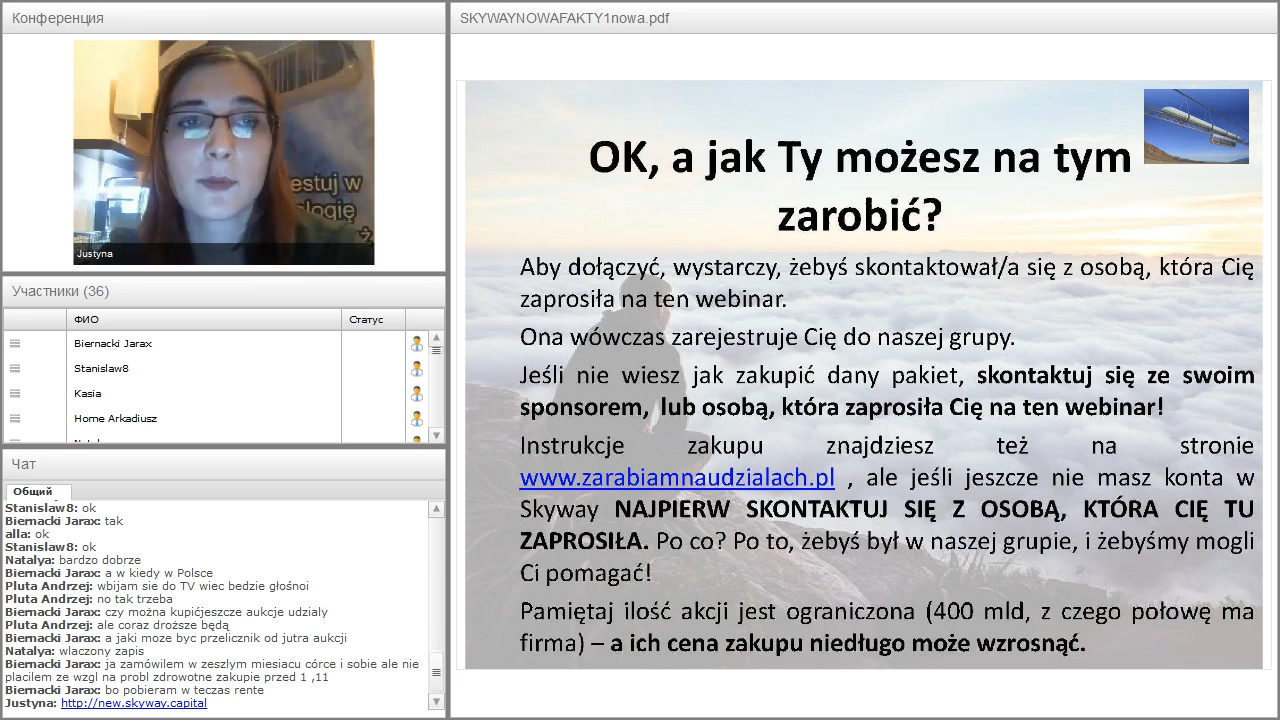 Конференция
estuj w
logię
Justyna
Участники (36)
ФИО
Статус
Biernacki Jarax
Stanislaw8
Kasia
Home Arkadiusz
Чат
Общий
Stanislaw8: ok
Biernacki Jarax: tak
alla: ok
Stanislaw8: ok
Natalya: bardzo dobrze
Biernacki Jarax: a w kiedy w Polsce
Pluta Andrzej: wbijam sie do TV wiec bedzie głośnoi
Pluta Andrzej: no tak trzeba
Biernacki Jarax: czy można kupićjeszcze aukcje udzialy
Pluta Andrzej: ale coraz droższe będą
Biernacki Jarax: a jaki moze byc przelicznik od jutra aukcji
Natalya: wlaczony zapis
Biernacki Jarax: ja zamówilem w zeszlym miesiacu córce i sobie ale nie
placilem ze wzgl na probl zdrowotne zakupie przed 1 ,11
Biernacki Jarax: bo pobieram w teczas rente
Justyna: http://new.skyway.capital
SKYWAYNOWAFAKTY1nowa.pdf
OK, a jak Ty możesz na tym
zarobić?
Aby dołączyć, wystarczy, żebyś skontaktował/a się z osobą, która Cię
zaprosiła na ten webinar.
Ona wówczas zarejestruje Cię do naszej grupy.
Jeśli nie wiesz jak zakupić dany pakiet, skontaktuj się ze swoim
sponsorem, lub osobą, która zaprosiła Cię na ten webinar!
Instrukcje zakupu znajdziesz też na stronie
www.zarabiamnaudzialach.pl , ale jeśli jeszcze nie masz konta w
Skyway NAJPIERW SKONTAKTUJ SIĘ Z OSOBĄ, KTÓRA CIĘ TU
ZAPROSIŁA. Po co? Po to, żebyś był w naszej grupie, i żebyśmy mogli
Ci pomagać!
Pamiętaj ilość akcji jest ograniczona (400 mld, z czego połowę ma
firma) – a ich cena zakupu niedługo może wzrosnąć.